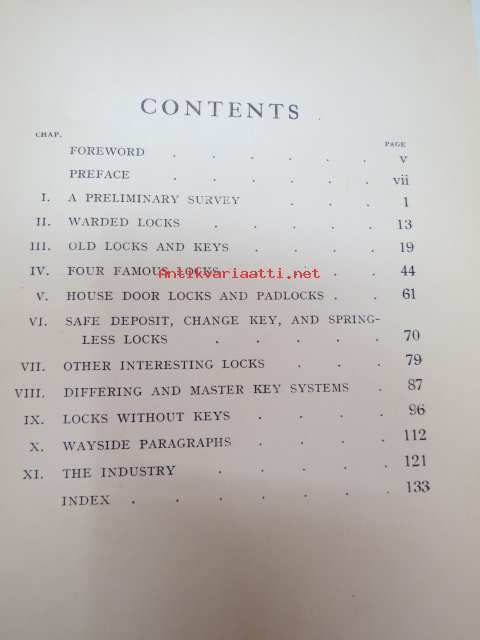 CONTENTS
CHAP. PAGE
FOREWORD . . . . . . v
PREFACE . . . . . . vii
I. A PRELIMINARY SURVEY . . . 1
II. WARDED LOCKS . . . . . 13
III. OLD LOCKS AND KEYS . . . . 19
IV. FOUR FAMOUS LOCKS . . . . 44
Antikvariaatti.net
V. HOUSE DOOR LOCKS AND PADLOCKS . . 61
VI. SAFE DEPOSIT, CHANGE KEY, AND SPRING-
LESS LOCKS . . . . . 70
VII. OTHER INTERESTING LOCKS . . . 79
VIII. DIFFERING AND MASTER KEY SYSTEMS . 87
IX. LOCKS WITHOUT KEYS . . . . 96
X. WAYSIDE PARAGRAPHS . . . . 112
XI. THE INDUSTRY . . . . . 121
INDEX . . . . . . . 133